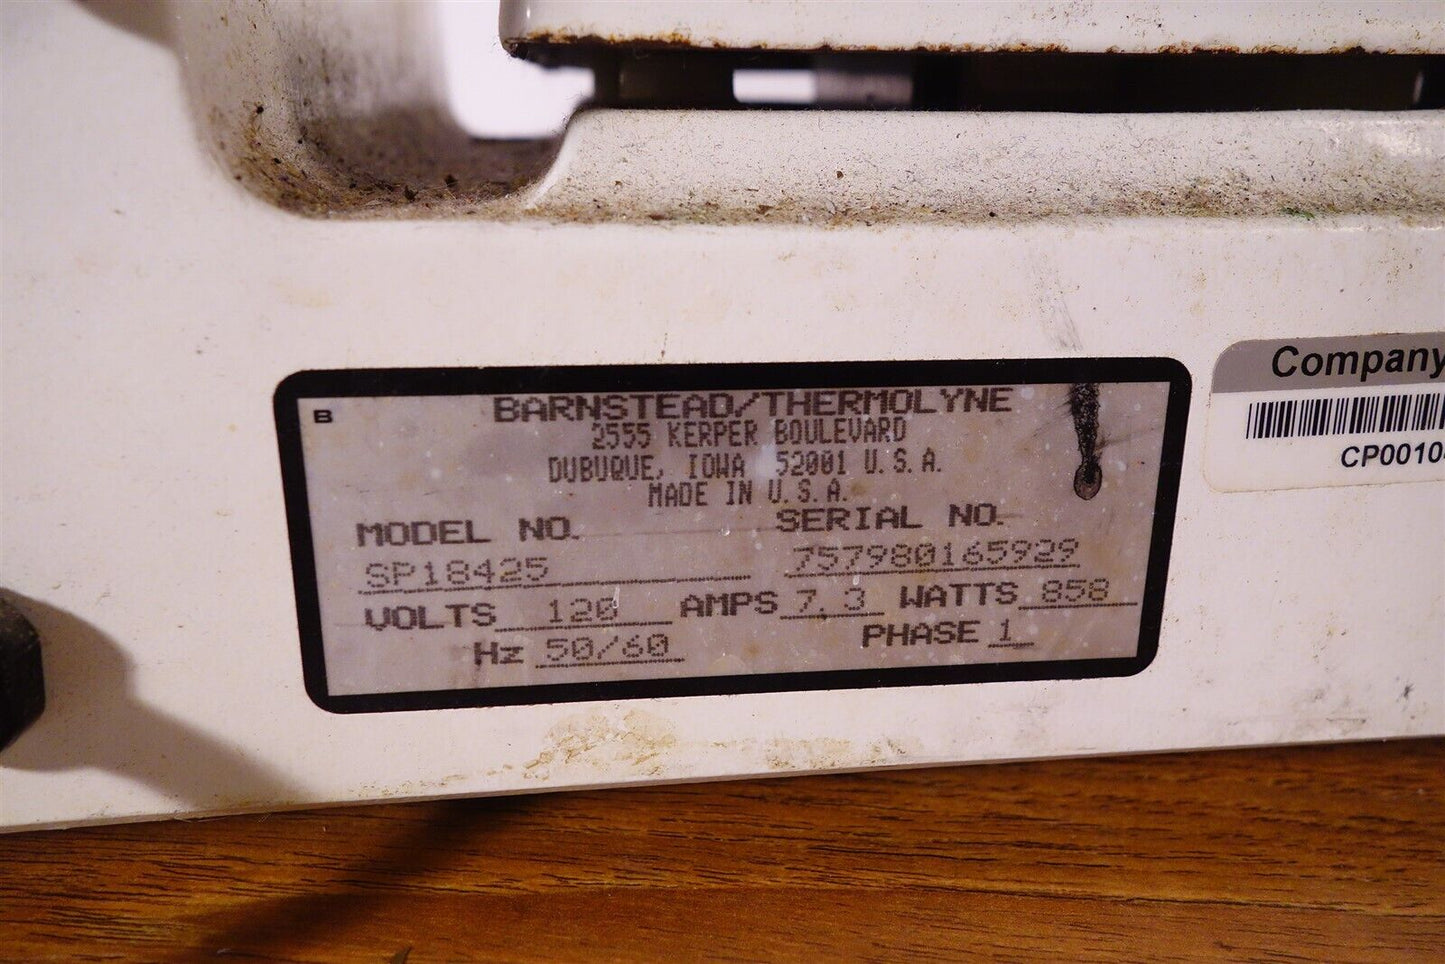 B
BARNSTEAD/THERMOLYNE
2555 KERPER BOULEVARD
DUBUQUE, IOWA 52001 U.S.A.
MADE IN U.S.A.
MODEL NO. SERIAL NO.
SP18425 757980165929
VOLTS 120 AMPS 7.3 WATTS 858
Hz 50/60 PHASE 1
Company
CP0010